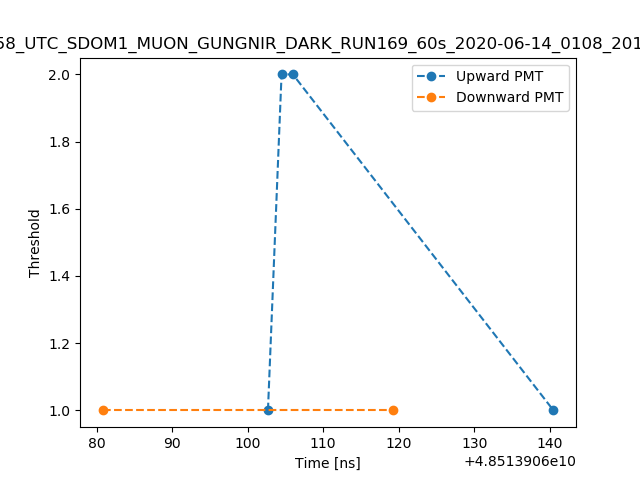 58_UTC_SDOM1_MUON_GUNGNIR_DARK_RUN169_60s_2020-06-14_0108_201
Upward PMT
Downward PMT
2.0
1.8
1.6
1.4
1.2
1.0
Threshold
80 90 100 110 120 130 140
Time [ns]
+4.8513906e10